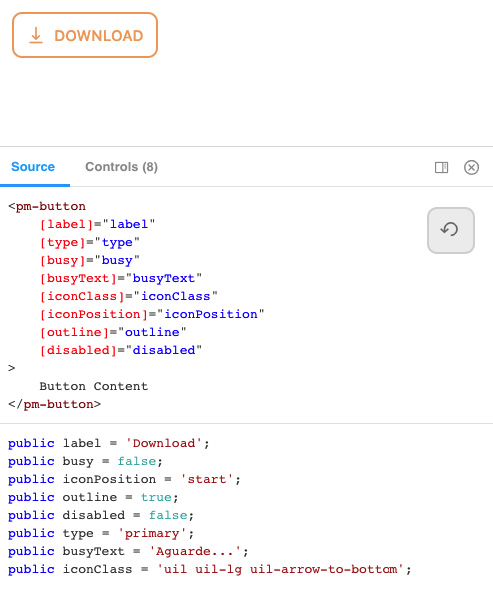 DOWNLOAD
Source Controls (8)
<pm-button
[label]="label"
[type]="type"
[busy]="busy"
[busyText]="busyText"
[iconClass]="iconClass"
[iconPosition]="iconPosition"
[outline]="outline"
[disabled]="disabled"
>
Button Content
</pm-button>
public label = 'Download';
public busy = false;
public iconPosition = 'start';
public outline = true;
public disabled = false;
public type = 'primary';
public busyText = 'Aguarde...';
public iconClass = 'uil uil-lg uil-arrow-to-bottom';